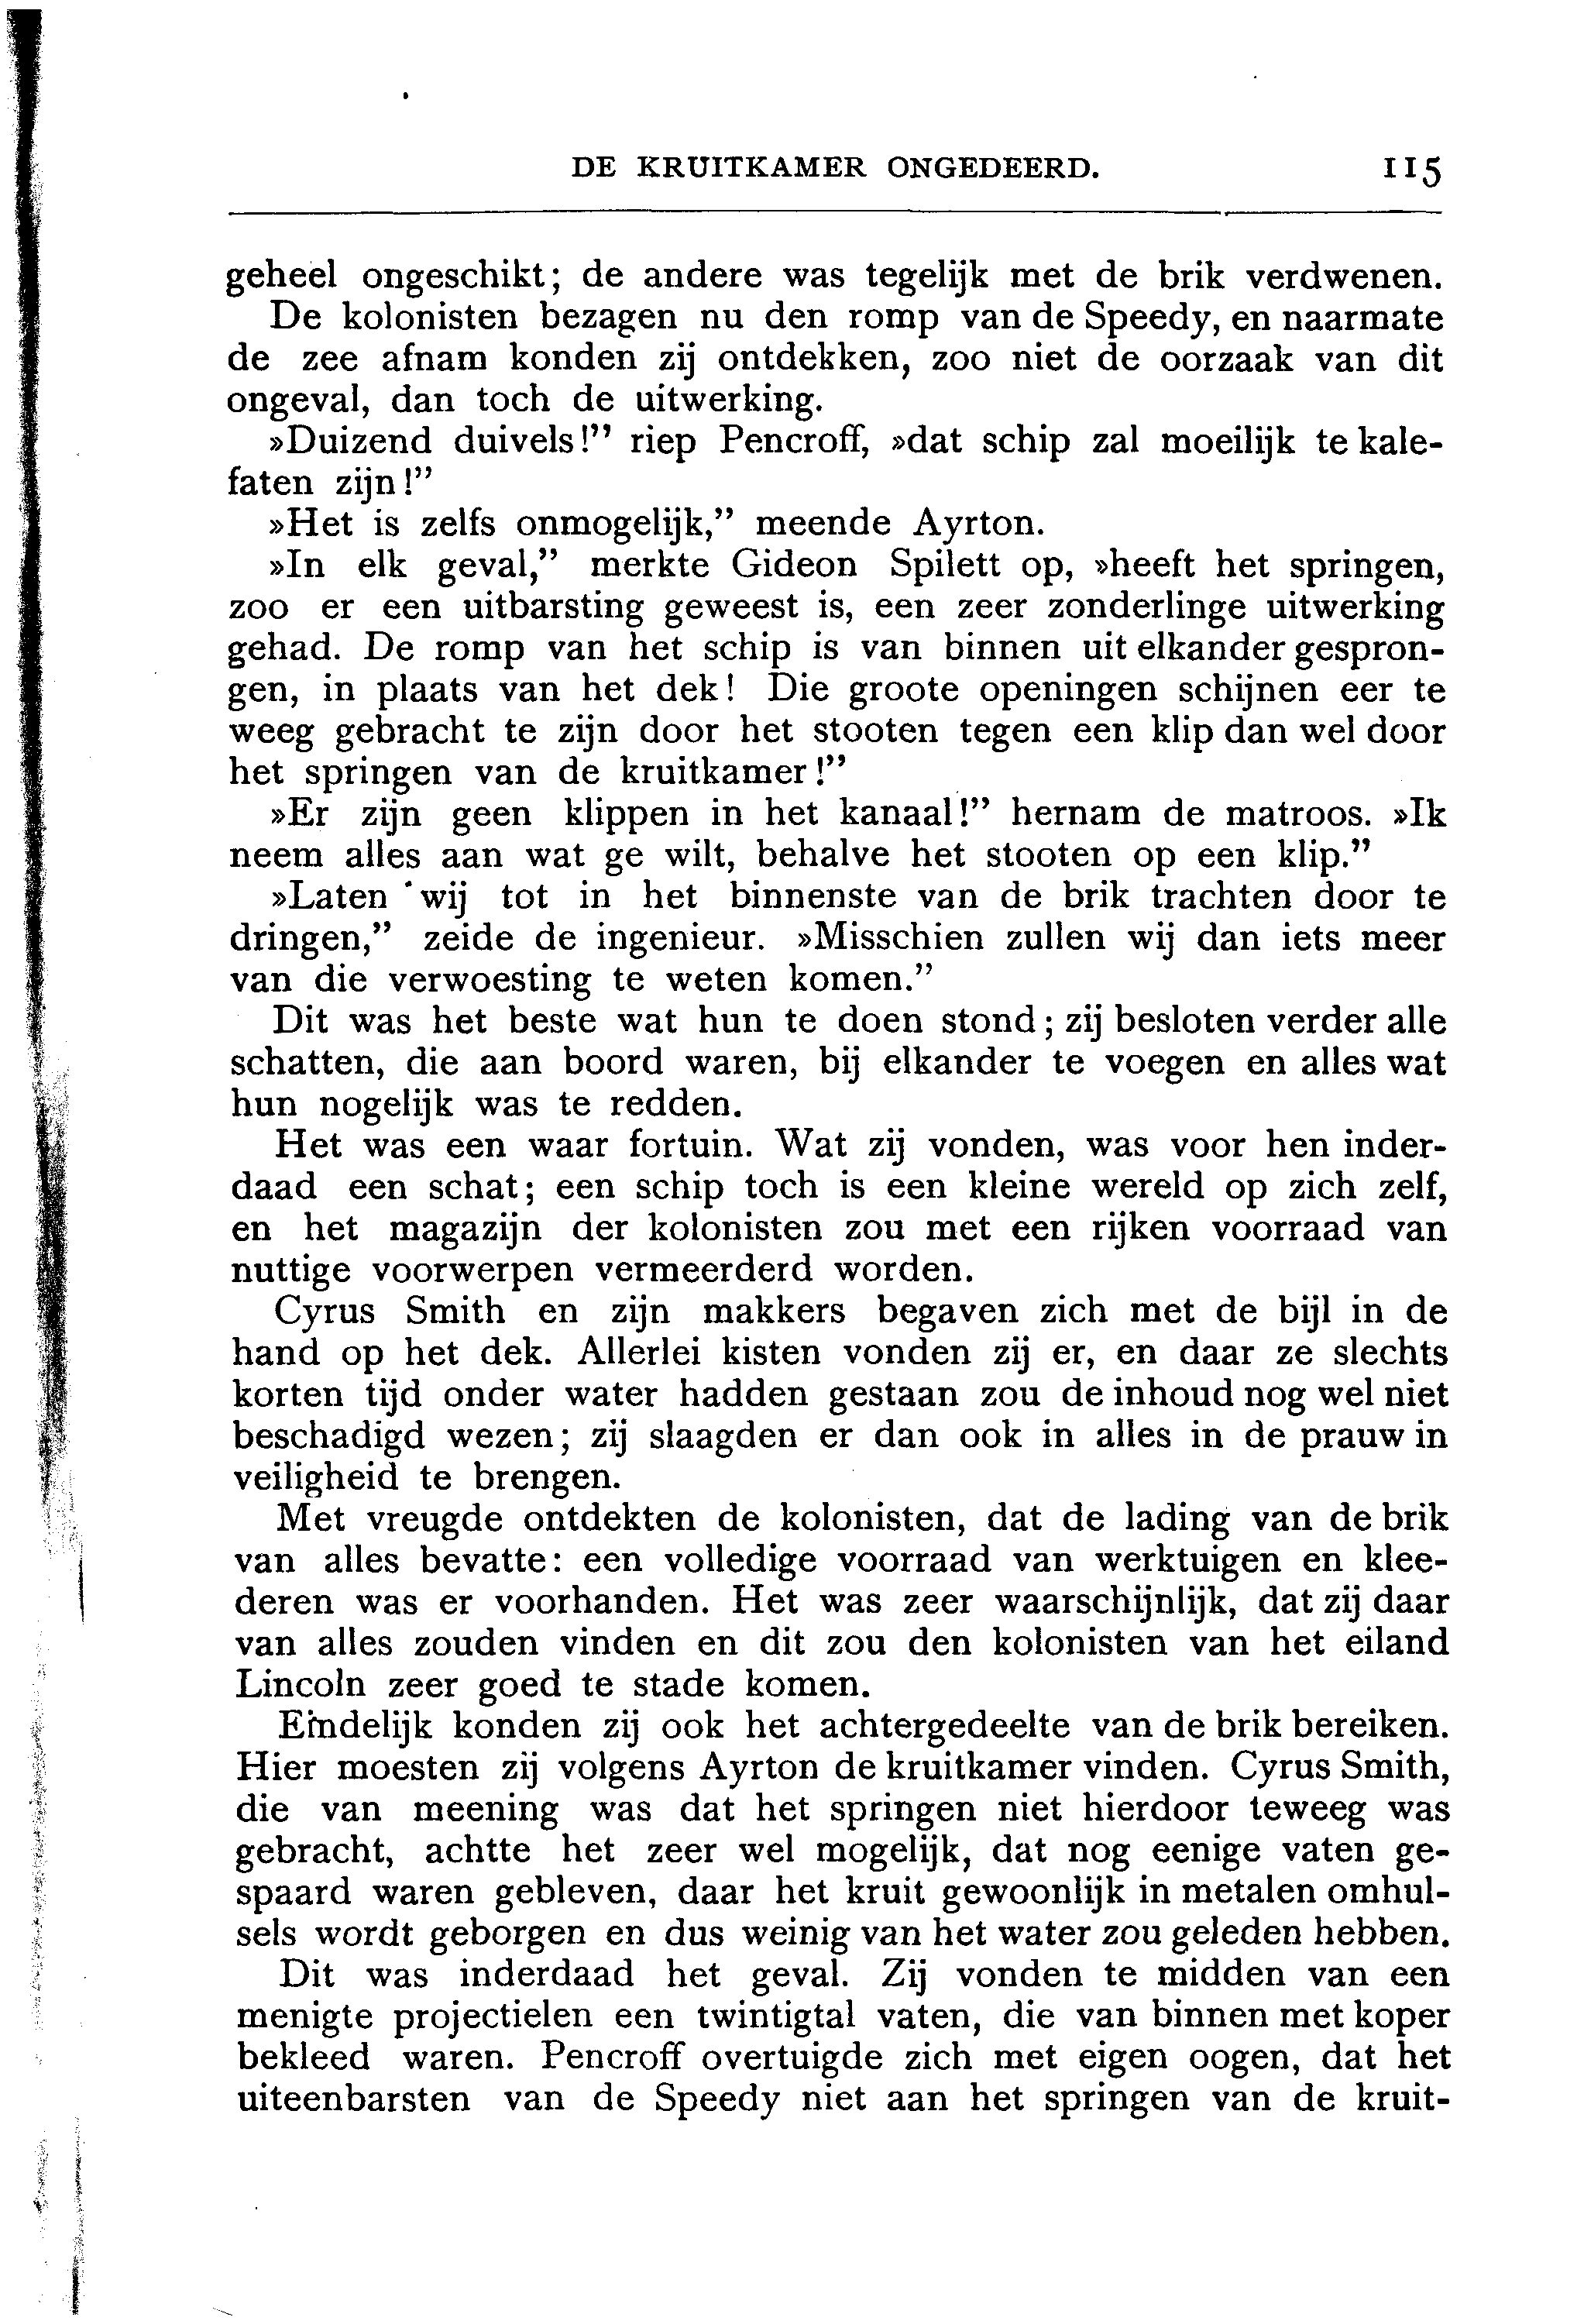 DE KRUITKAMER ONGEDEERD. 115
geheel ongeschikt; de andere was tegelijk met de brik verdwenen.
De kolonisten bezagen nu den romp van de Speedy, en naarmate
de zee afnam konden zij ontdekken, zoo niet de oorzaak van dit
ongeval, dan toch de uitwerking.
»Duizend duivels!” riep Pencroff, »dat schip zal moeilijk te kale-
faten zijn!”
»Het is zelfs onmogelijk,” meende Ayrton.
»In elk geval,” merkte Gideon Spilett op, »heeft het springen,
zoo er een uitbarsting geweest is, een zeer zonderlinge uitwerking
gehad. De romp van het schip is van binnen uit elkander gespron-
gen, in plaats van het dek! Die groote openingen schijnen eer te
weeg gebracht te zijn door het stooten tegen een klip dan wel door
het springen van de kruitkamer!”
»Er zijn geen klippen in het kanaal!” hernam de matroos. »Ik
neem alles aan wat ge wilt, behalve het stooten op een klip.”
»Laten wij tot in het binnenste van de brik trachten door te
dringen,” zeide de ingenieur. »Misschien zullen wij dan iets meer
van die verwoesting te weten komen.”
Dit was het beste wat hun te doen stond; zij besloten verder alle
schatten, die aan boord waren, bij elkander te voegen en alles wat
hun nogelijk was te redden.
Het was een waar fortuin. Wat zij vonden, was voor hen inder-
daad een schat; een schip toch is een kleine wereld op zich zelf,
en het magazijn der kolonisten zou met een rijken voorraad van
nuttige voorwerpen vermeerderd worden.
Cyrus Smith en zijn makkers begaven zich met de bijl in de
hand op het dek. Allerlei kisten vonden zij er, en daar ze slechts
korten tijd onder water hadden gestaan zou de inhoud nog wel niet
beschadigd wezen; zij slaagden er dan ook in alles in de prauw in
veiligheid te brengen.
Met vreugde ontdekten de kolonisten, dat de lading van de brik
van alles bevatte: een volledige voorraad van werktuigen en klee-
deren was er voorhanden. Het was zeer waarschijnlijk, dat zij daar
van alles zouden vinden en dit zou den kolonisten van het eiland
Lincoln zeer goed te stade komen.
Eindelijk konden zij ook het achtergedeelte van de brik bereiken.
Hier moesten zij volgens Ayrton de kruitkamer vinden. Cyrus Smith,
die van meening was dat het springen niet hierdoor teweeg was
gebracht, achtte het zeer wel mogelijk, dat nog eenige vaten ge-
spaard waren gebleven, daar het kruit gewoonlijk in metalen omhul-
sels wordt geborgen en dus weinig van het water zou geleden hebben.
Dit was inderdaad het geval. Zij vonden te midden van een
menigte projectielen een twintigtal vaten, die van binnen met koper
bekleed waren. Pencroff overtuigde zich met eigen oogen, dat het
uiteenbarsten van de Speedy niet aan het springen van de kruit-